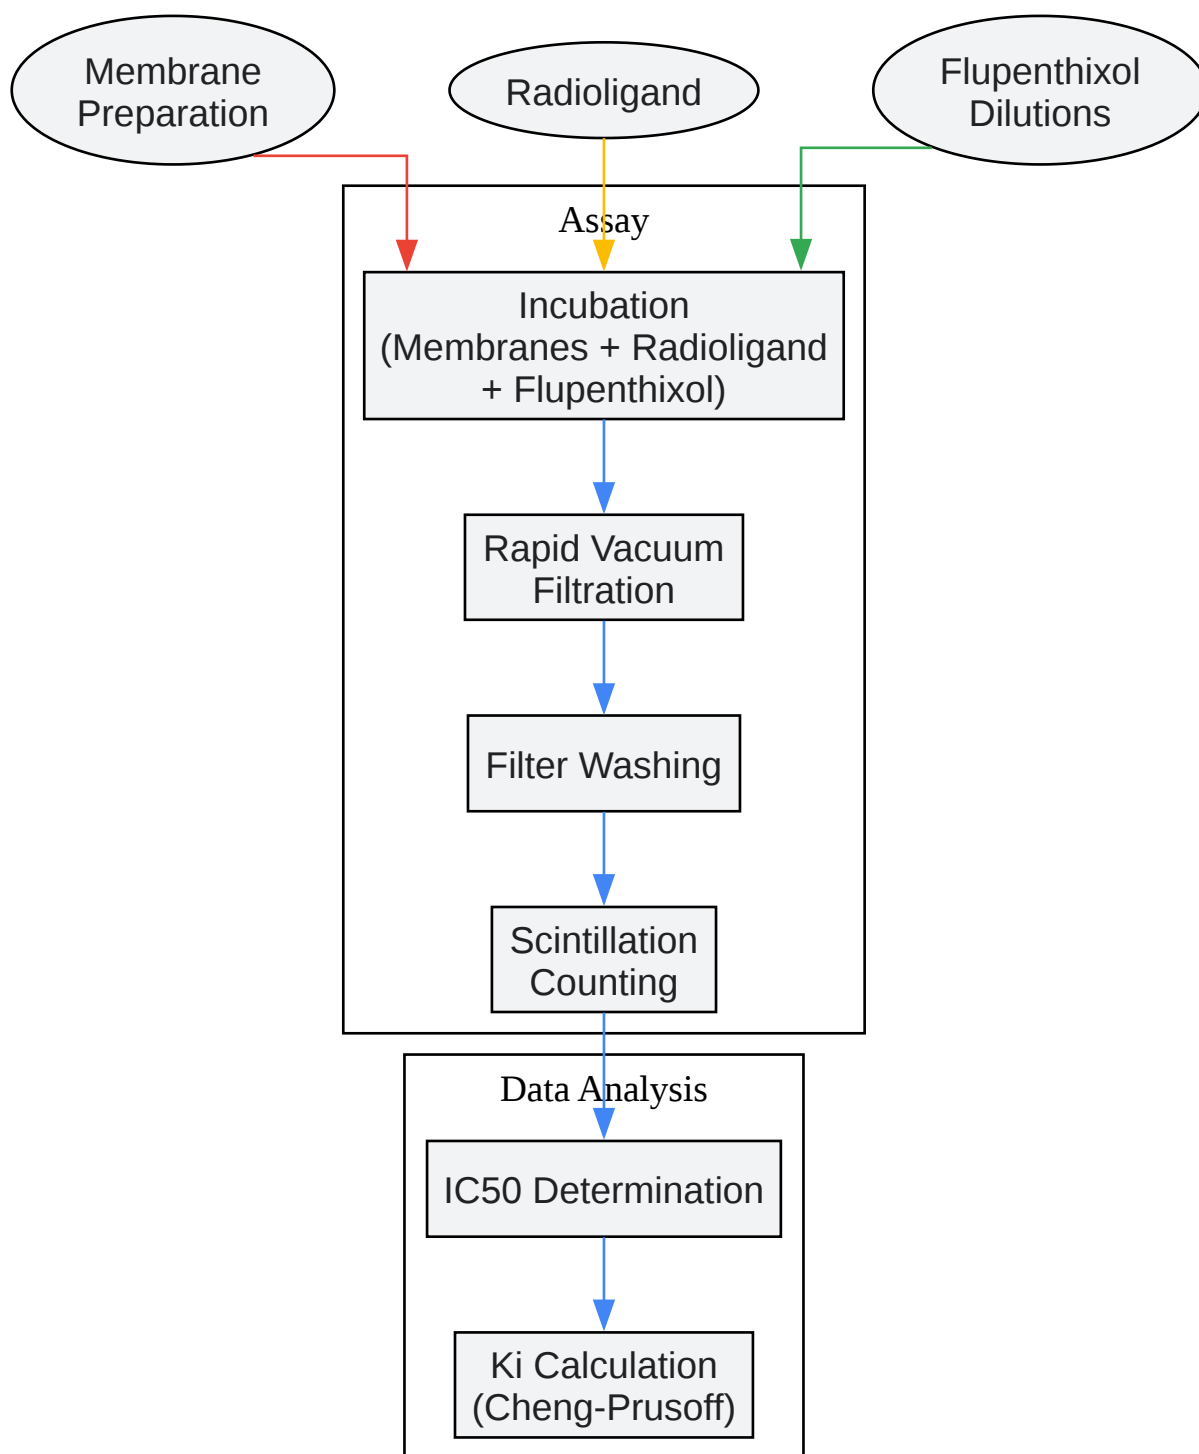 Membrane
Preparation
Radioligand
Flupenthixol
Dilutions
Assay
Incubation
(Membranes + Radioligand
+ Flupenthixol)
Rapid Vacuum
Filtration
Filter Washing
Scintillation
Counting
Data Analysis
IC50 Determination
Ki Calculation
(Cheng-Prusoff)